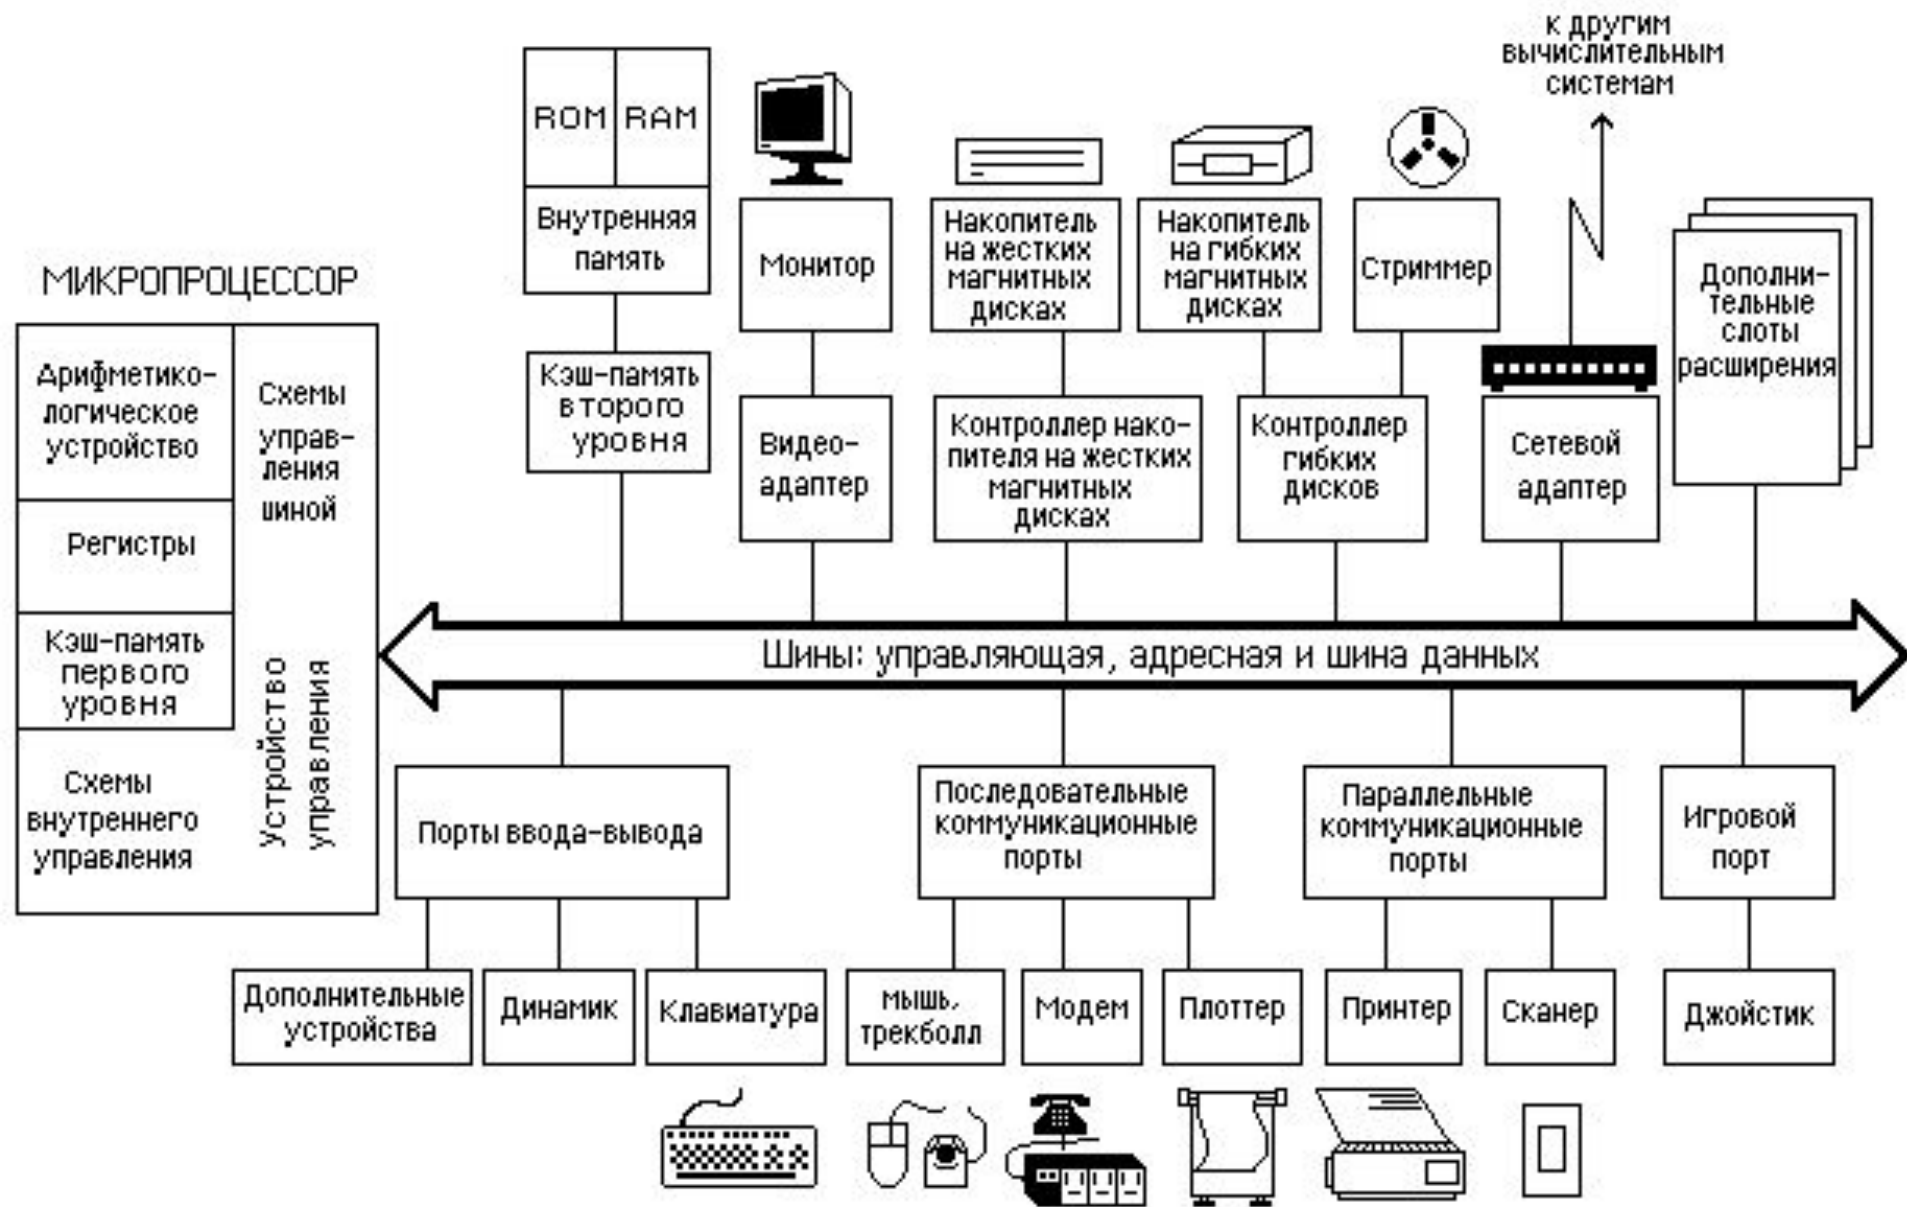 к другим
вычислительным
системам
ROM
RAM
Внутренняя
память
Монитор
Накопитель
на жестких
магнитных
дисках
Накопитель
на гибких
магнитных
дисках
Стриммер
Дополни-
тельные
слоты
расширения
МИКРОПРОЦЕССОР
Арифметико-
логическое
устройство
Схемы
управ-
ления
шиной
Регистры
Кэш-память
первого
уровня
Схемы
внутреннего
управления
Устройство
управления
Кэш-память
второго
уровня
Видео-
адаптер
Контроллер нако-
пителя на жестких
магнитных
дисках
Контроллер
гибких
дисков
Сетевой
адаптер
Шины: управляющая, адресная и шина данных
Порты ввода-вывода
Последовательные
коммуникационные
порты
Параллельные
коммуникационные
порты
Игровой
порт
Дополнительные
устройства
Динамик
Клавиатура
мышь,
трекболл
Модем
Плоттер
Принтер
Сканер
Джойстик